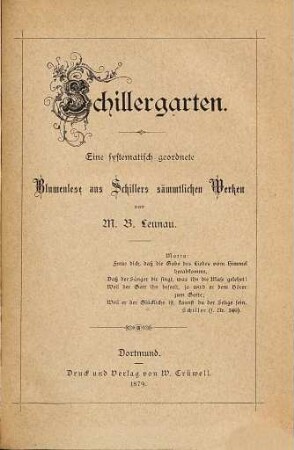 Schillergarten.
Eine systematisch geordnete
Blumenlese aus Schillers sämmtlichen Werken
von
M. B. Leunau.
Motto:
Freue dich, daß die Gabe des Liedes vom Himmel
herabkommt,
Daß der Sänger dir singt, was ihn die Muse gelehrt!
Weil der Gott ihn beseelt, so wird er dem Hörer
zum Gotte,
Weil er der Glückliche ist, kannst du der Selige sein.
Schiller (s. Nr.
Dortmund.
Druck und Verlag von W. Crüwell.
1879.